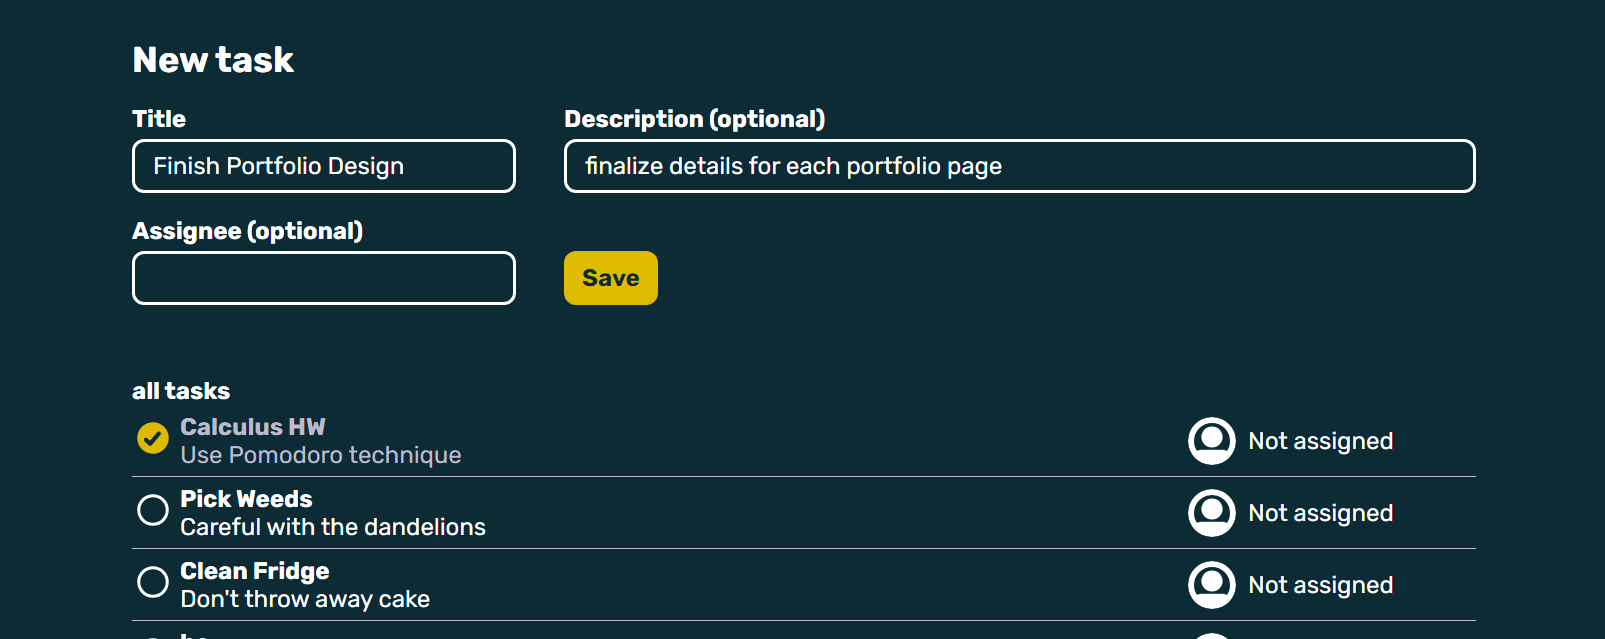 New task
Title
Description (optional)
Finish Portfolio Design
finalize details for each portfolio page
Assignee (optional)
Save
all tasks
Calculus HW
Use Pomodoro technique
Not assigned
Pick Weeds
Careful with the dandelions
Not assigned
Clean Fridge
Don't throw away cake
Not assigned